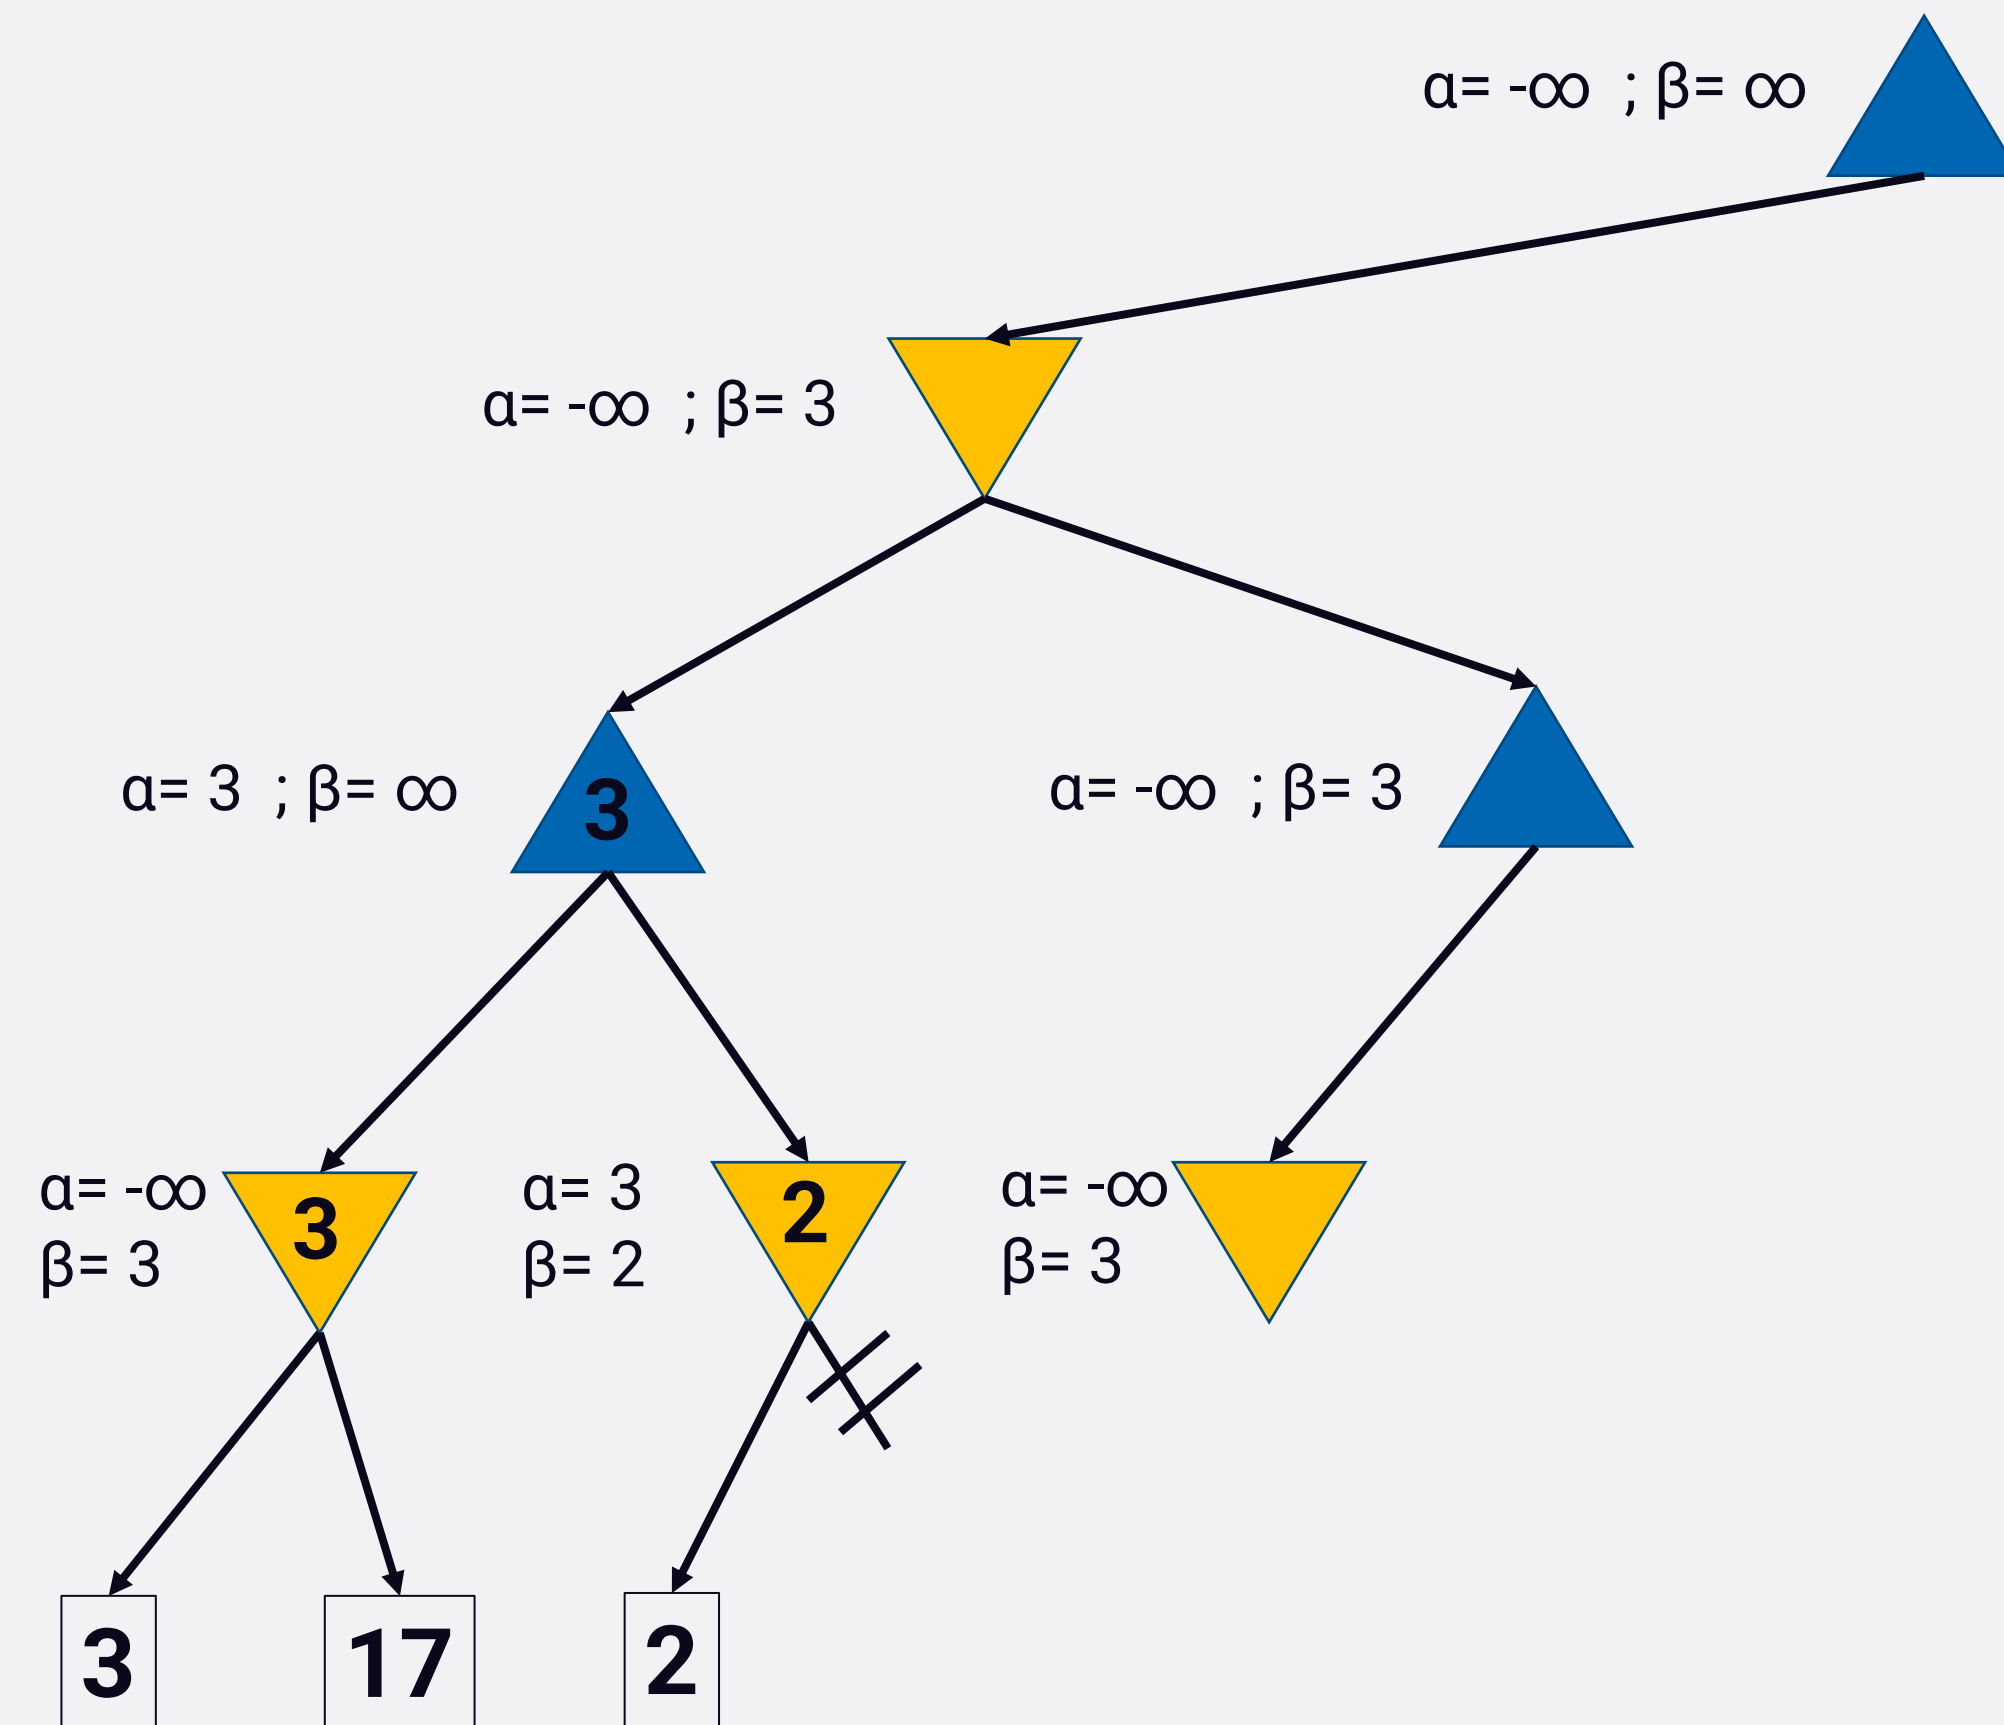 α= -∞ ; β= ∞
α= -∞ ; β= 3
α= 3 ; β= ∞
3
α= -∞ ; β= 3
α= -∞
β= 3
3
α= 3
β= 2
2
α= -∞
β= 3
3
17
2